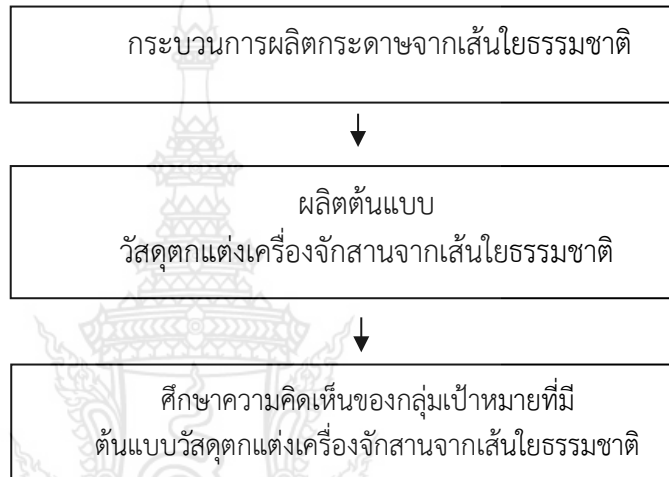 กระบวนการผลิตกระดาษจากเส้นใยธรรมชาติ
ผลิตต้นแบบ
วัสดุตกแต่งเครื่องจักสานจากเส้นใยธรรมชาติ
ศึกษาความคิดเห็นของกลุ่มเป้าหมายที่มี
ต้นแบบวัสดุตกแต่งเครื่องจักสานจากเส้นใยธรรมชาติ